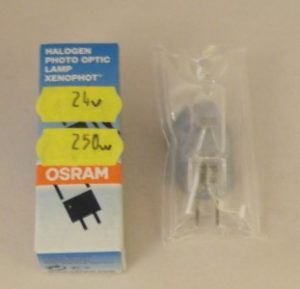 HALOGEN
PHOTO OPTIC
LAMP
XENOPHOT®
24v
250w
OSRAM